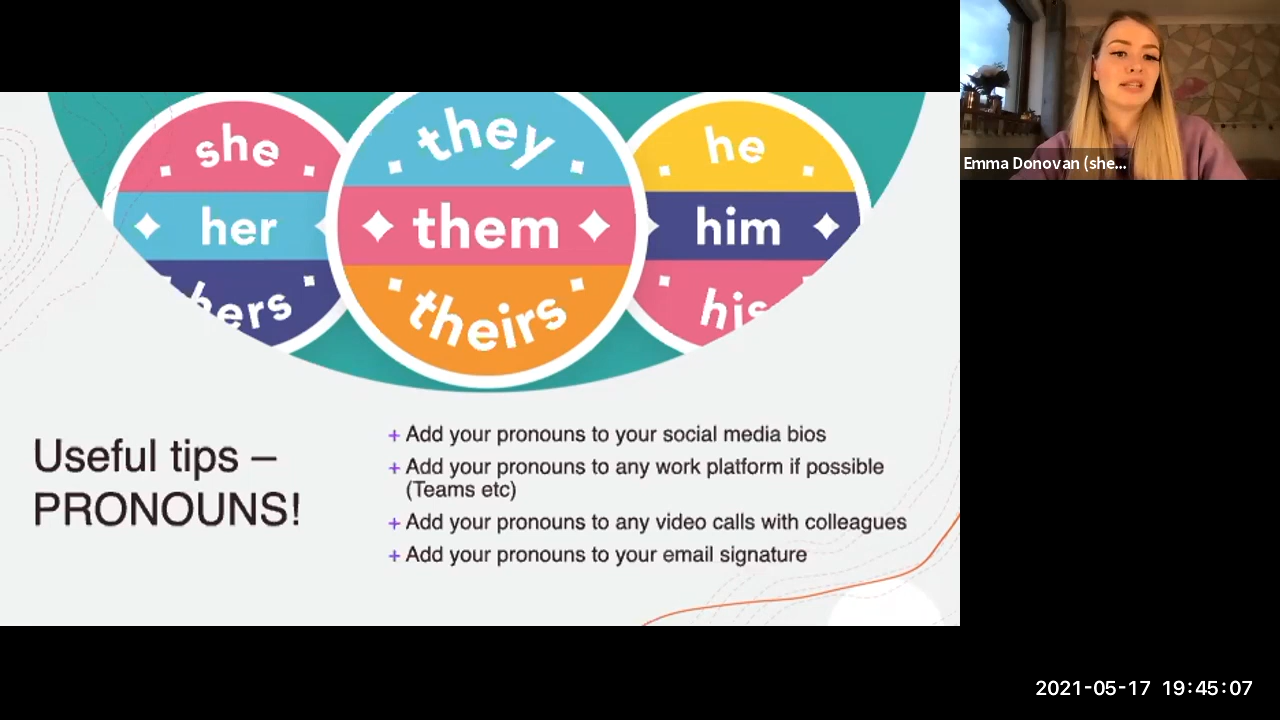 she
her
hers
they
them
theirs
he
him
his
Emma Donovan (she...
Useful tips –
PRONOUNS!
+ Add your pronouns to your social media bios
+ Add your pronouns to any work platform if possible
(Teams etc)
+ Add your pronouns to any video calls with colleagues
+ Add your pronouns to your email signature
2021-05-17 19:45:07